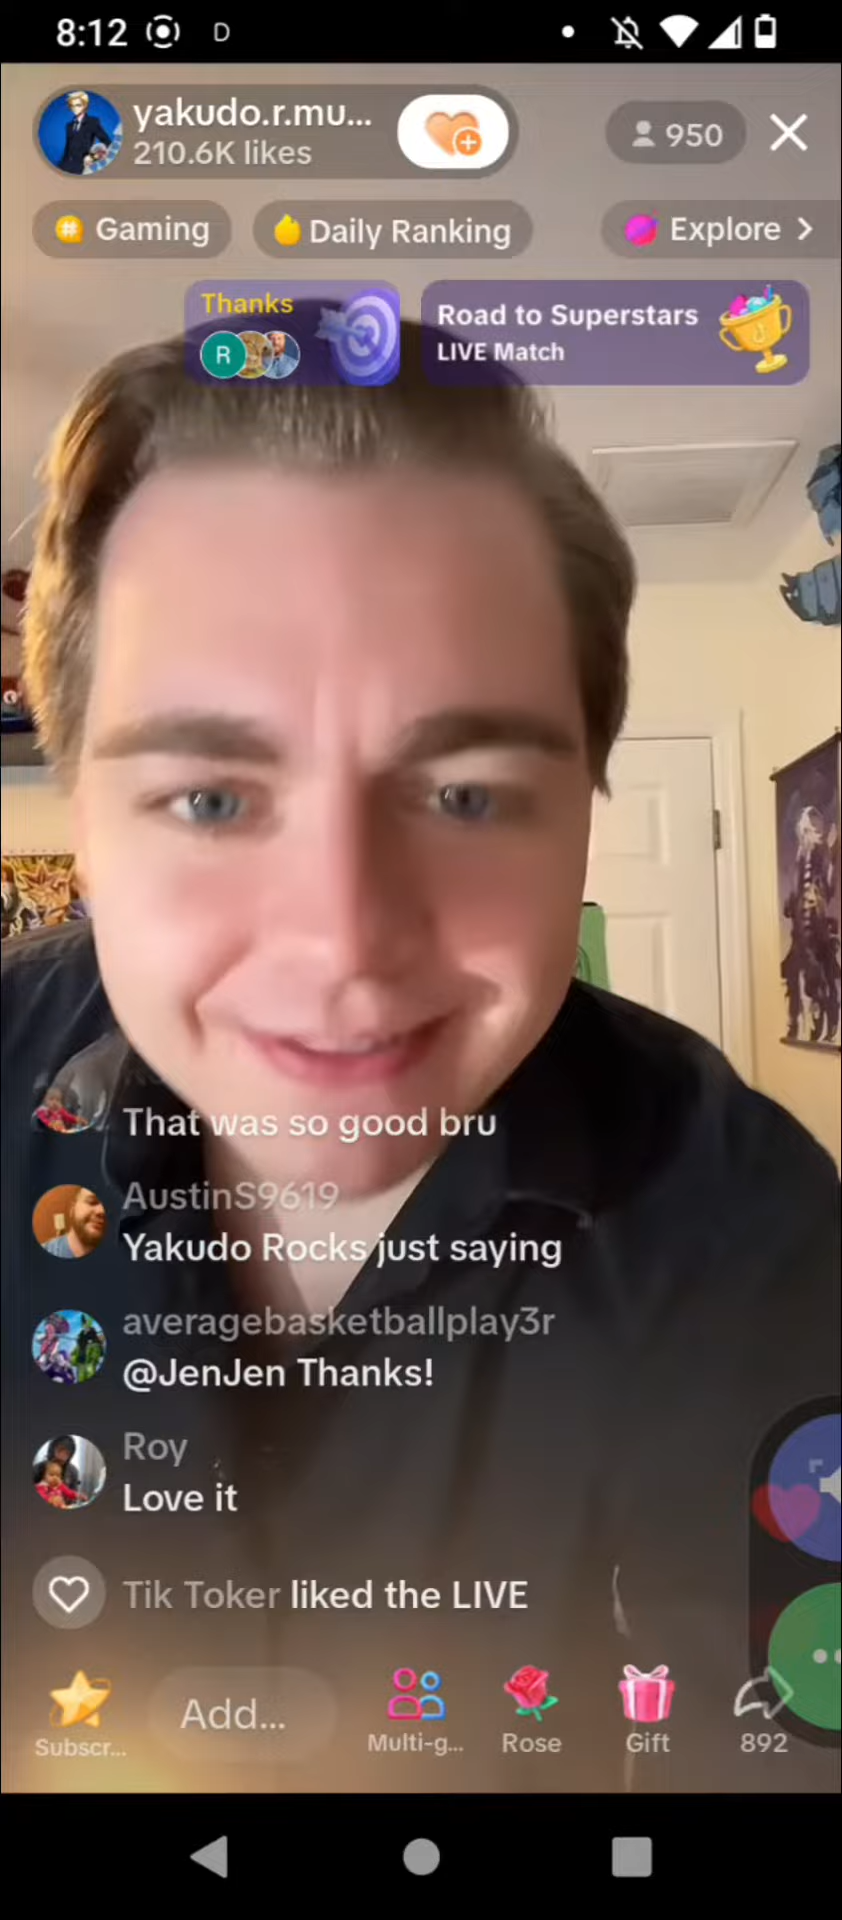 8:12
D
yakudo.r.mu...
210.6K likes
950
Gaming
Daily Ranking
Explore >
Thanks
R
Road to Superstars
LIVE Match
That was so good bru
AustinS9619
Yakudo Rocks just saying
averagebasketballplay3r
@JenJen Thanks!
Roy
Love it
Tik Toker liked the LIVE
Subscr...
Add...
Multi-g...
Rose
Gift
892